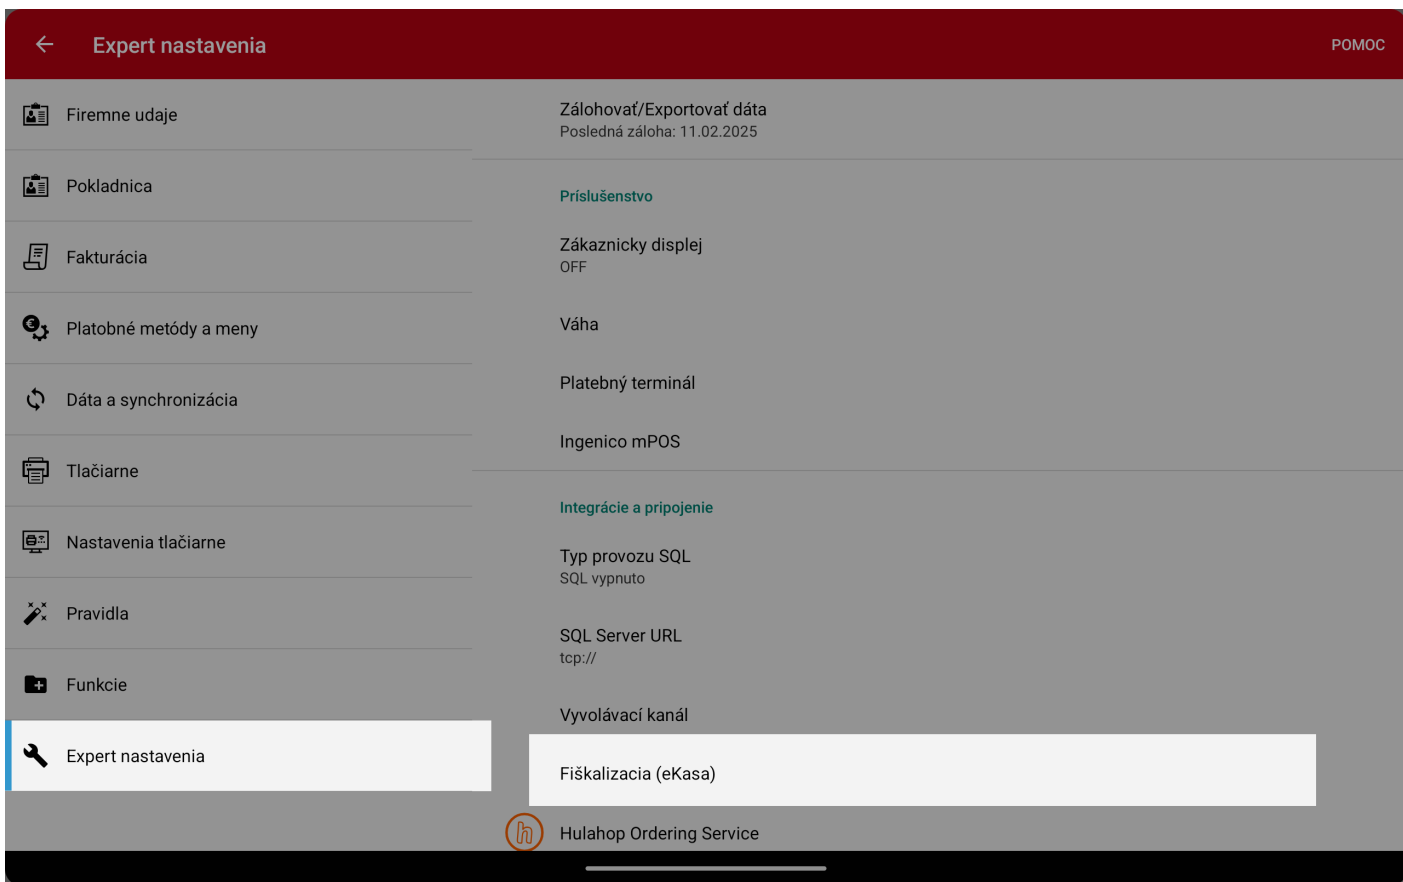 Expert nastavenia
POMOC
Firemne udaje
Pokladnica
Fakturácia
Platobné metódy a meny
Dáta a synchronizácia
Tlačiarne
Nastavenia tlačiarne
Pravidla
Funkcie
Expert nastavenia
Zálohovať/Exportovať dáta
Posledná záloha: 11.02.2025
Príslušenstvo
Zákaznicky displej
OFF
Váha
Platebný terminál
Ingenico mPOS
Integrácie a pripojenie
Typ provozu SQL
SQL vypnuto
SQL Server URL
tcp://
Vyvolávací kanál
Fiškalizacia (eKasa)
h
Hulahop Ordering Service